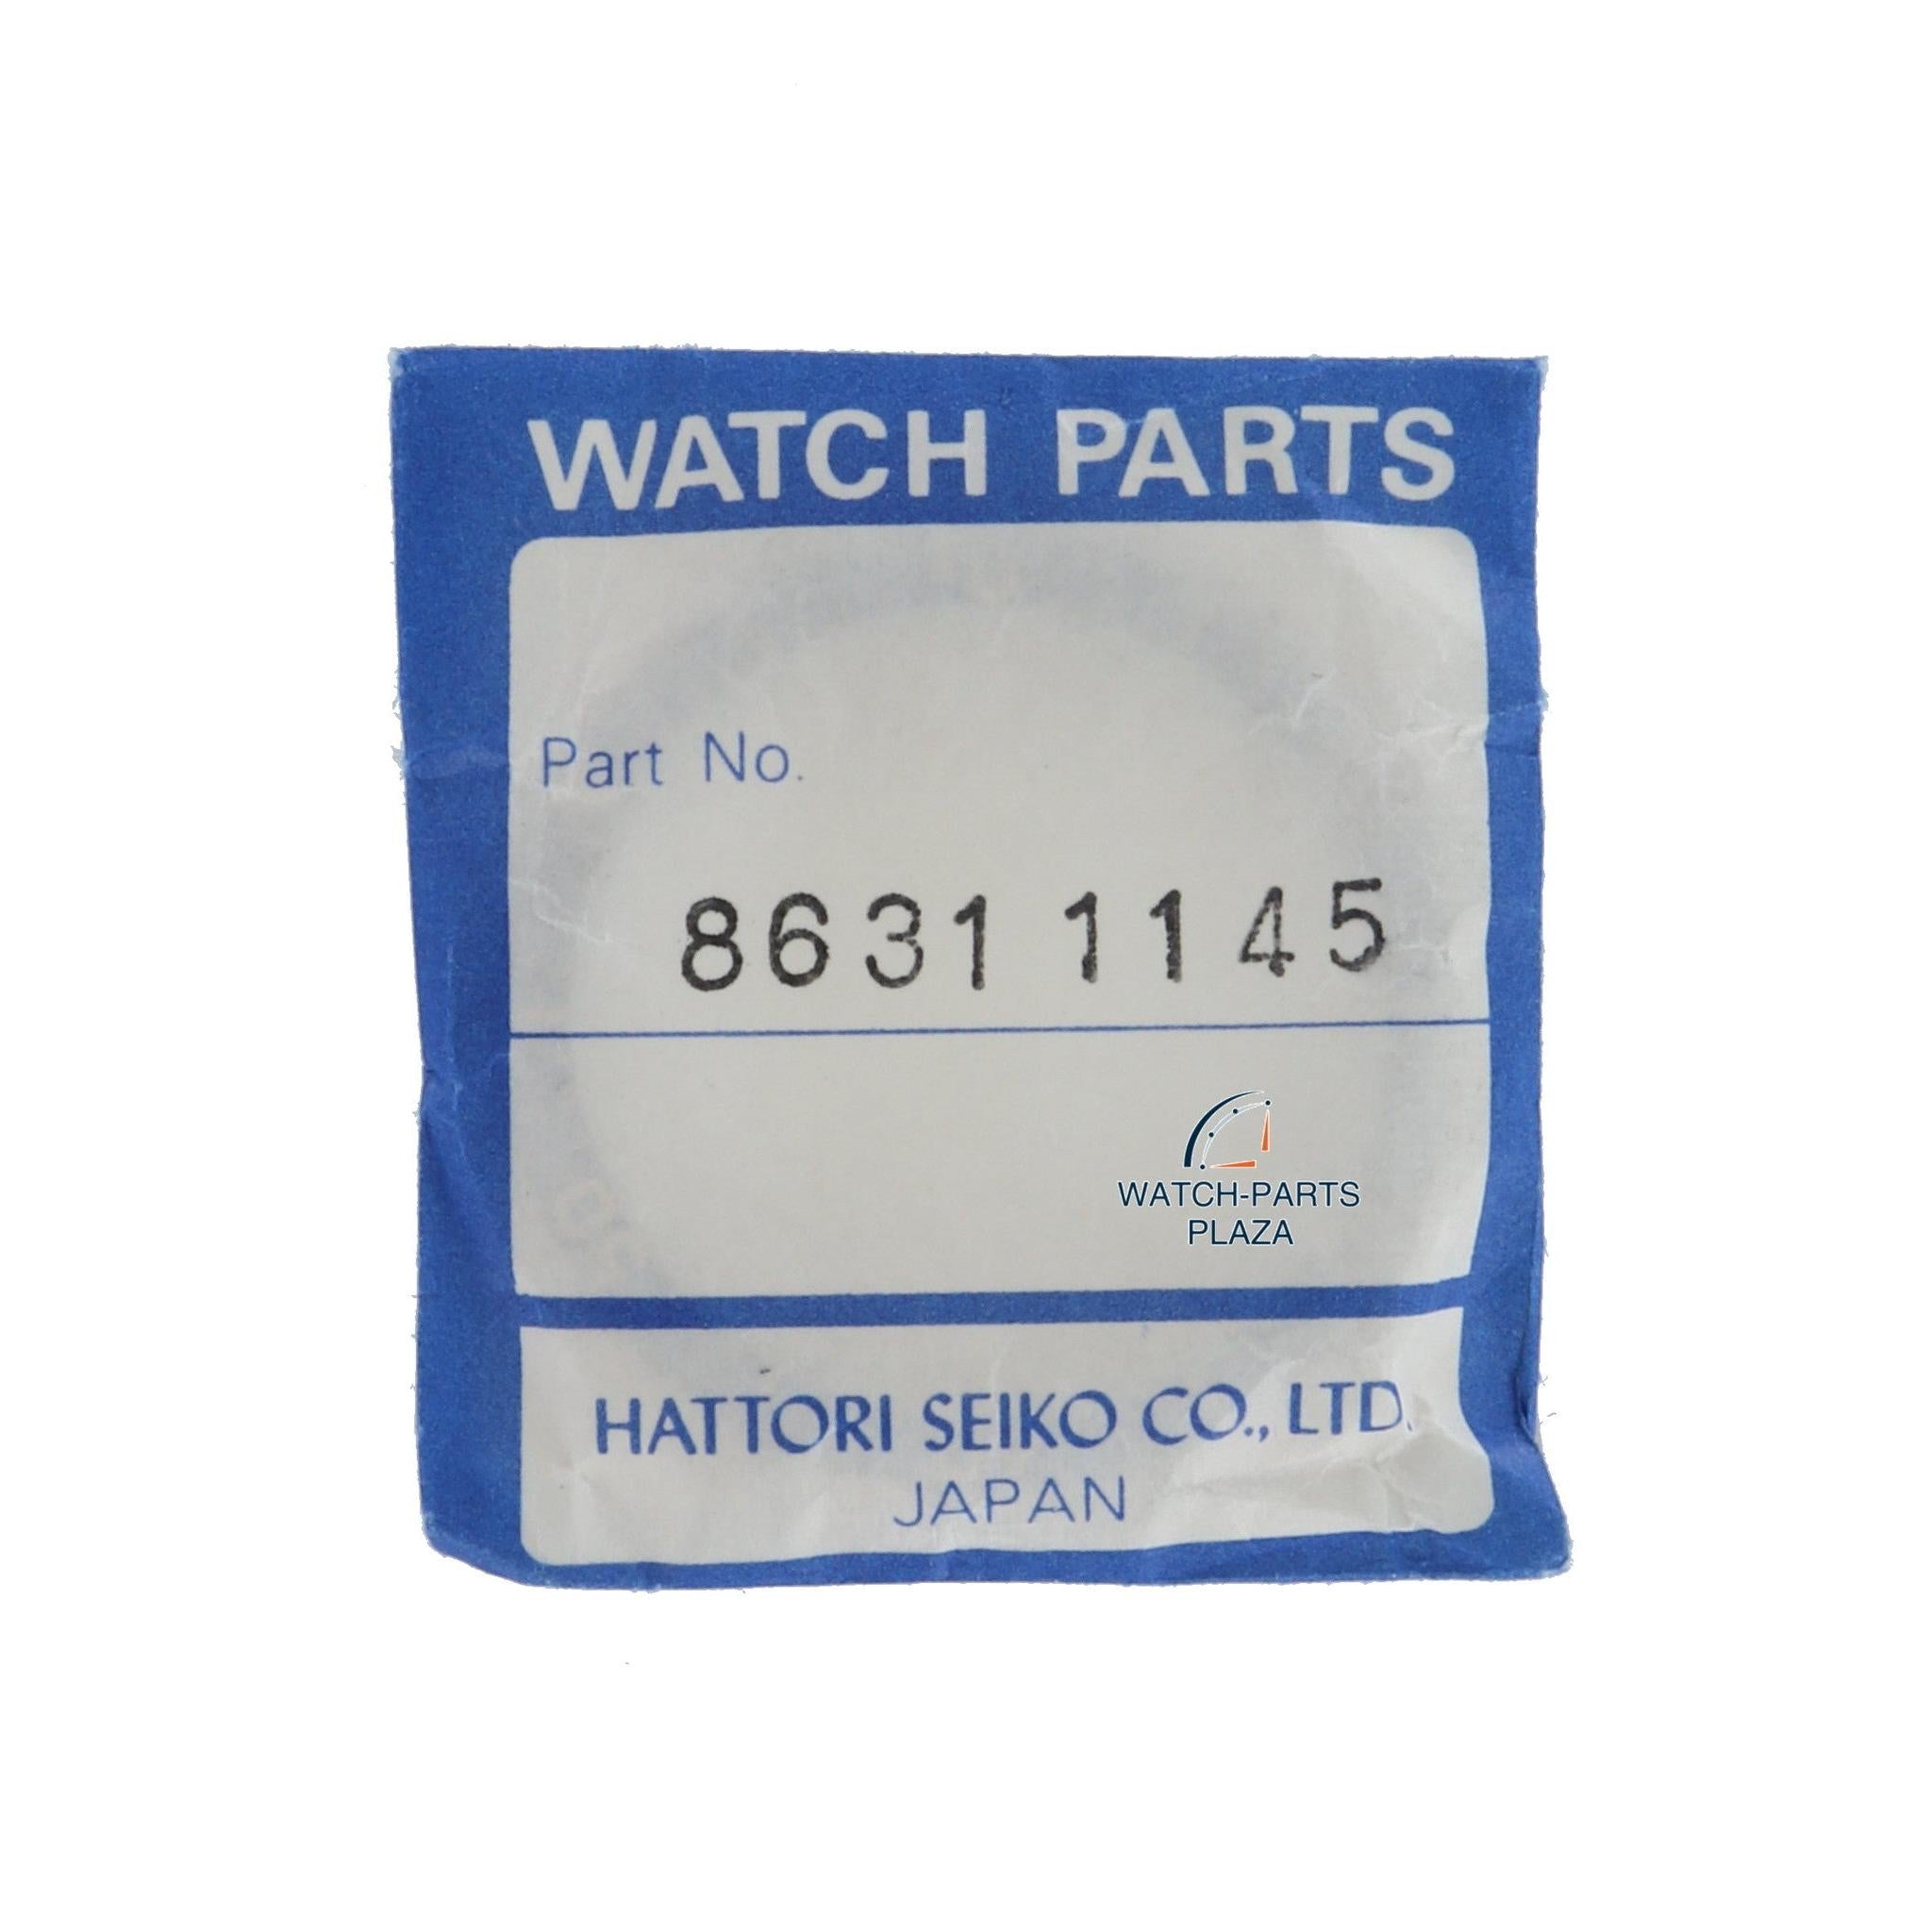 WATCH PARTS
Part No.
8631 1145
WATCH-PARTS
PLAZA
HATTORI SEIKO CO., LTD.
JAPAN